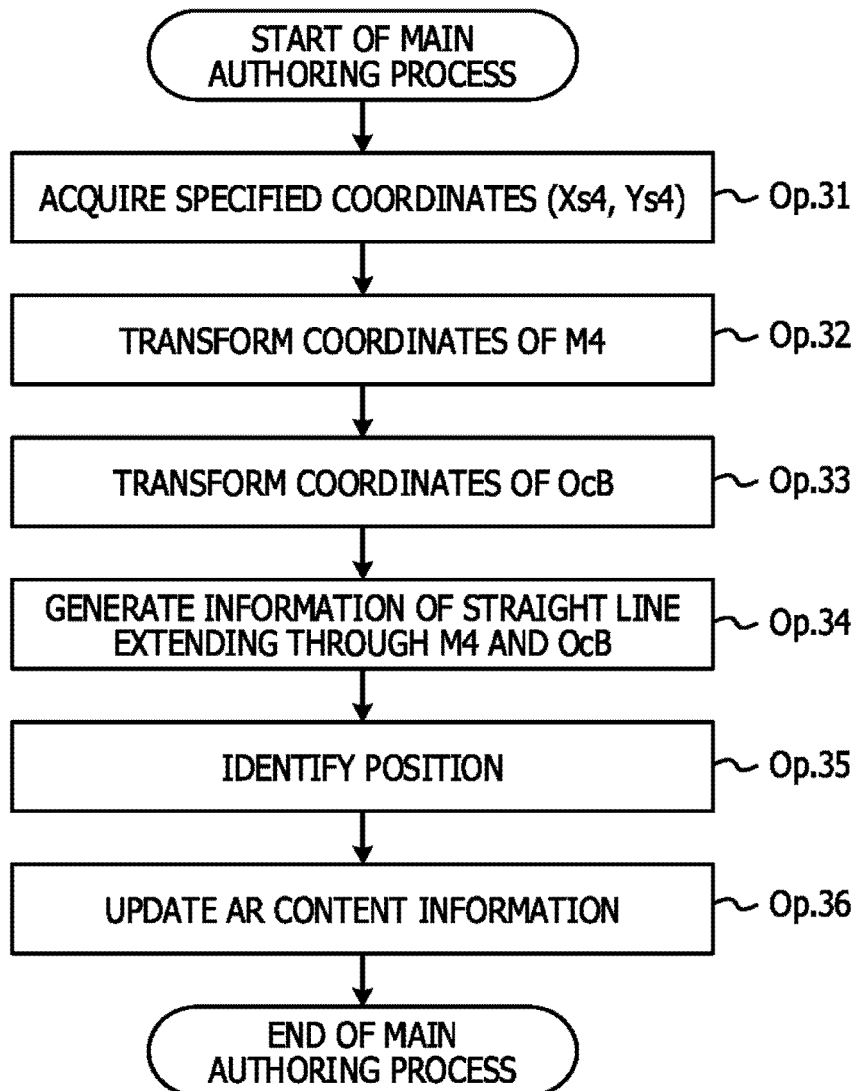 START OF MAIN
AUTHORING PROCESS
ACQUIRE SPECIFIED COORDINATES (Xs4, Ys4)
Op.31
TRANSFORM COORDINATES OF M4
Op.32
TRANSFORM COORDINATES OF OcB
Op.33
GENERATE INFORMATION OF STRAIGHT LINE
EXTENDING THROUGH M4 AND OcB
Op.34
IDENTIFY POSITION
Op.35
UPDATE AR CONTENT INFORMATION
Op.36
END OF MAIN
AUTHORING PROCESS